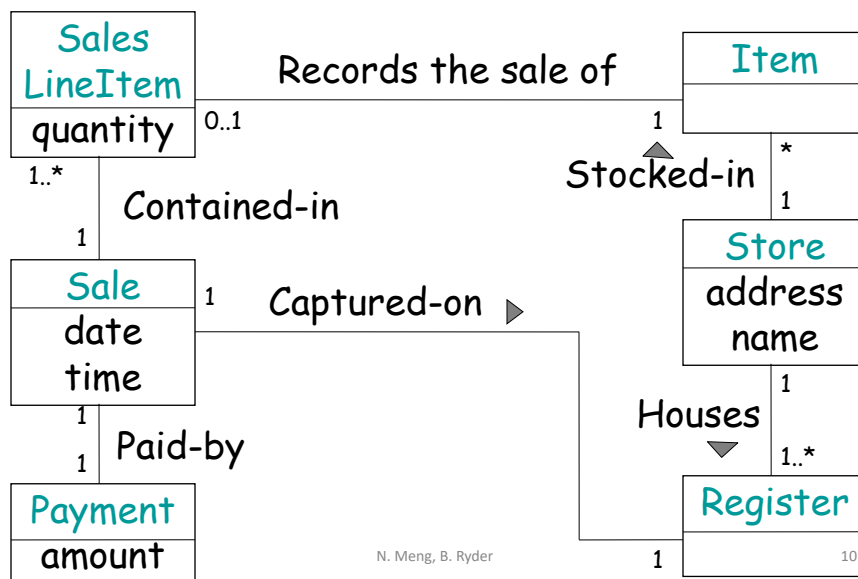 Sales
LineItem
quantity
Records the sale of
0..1
1
Item
1..*
Contained-in
1
*
Stocked-in
1
Sale
date
time
1
Captured-on
Store
address
name
1
Paid-by
1
1
Houses
1..*
Payment
amount
Register
1
N. Meng, B. Ryder
10